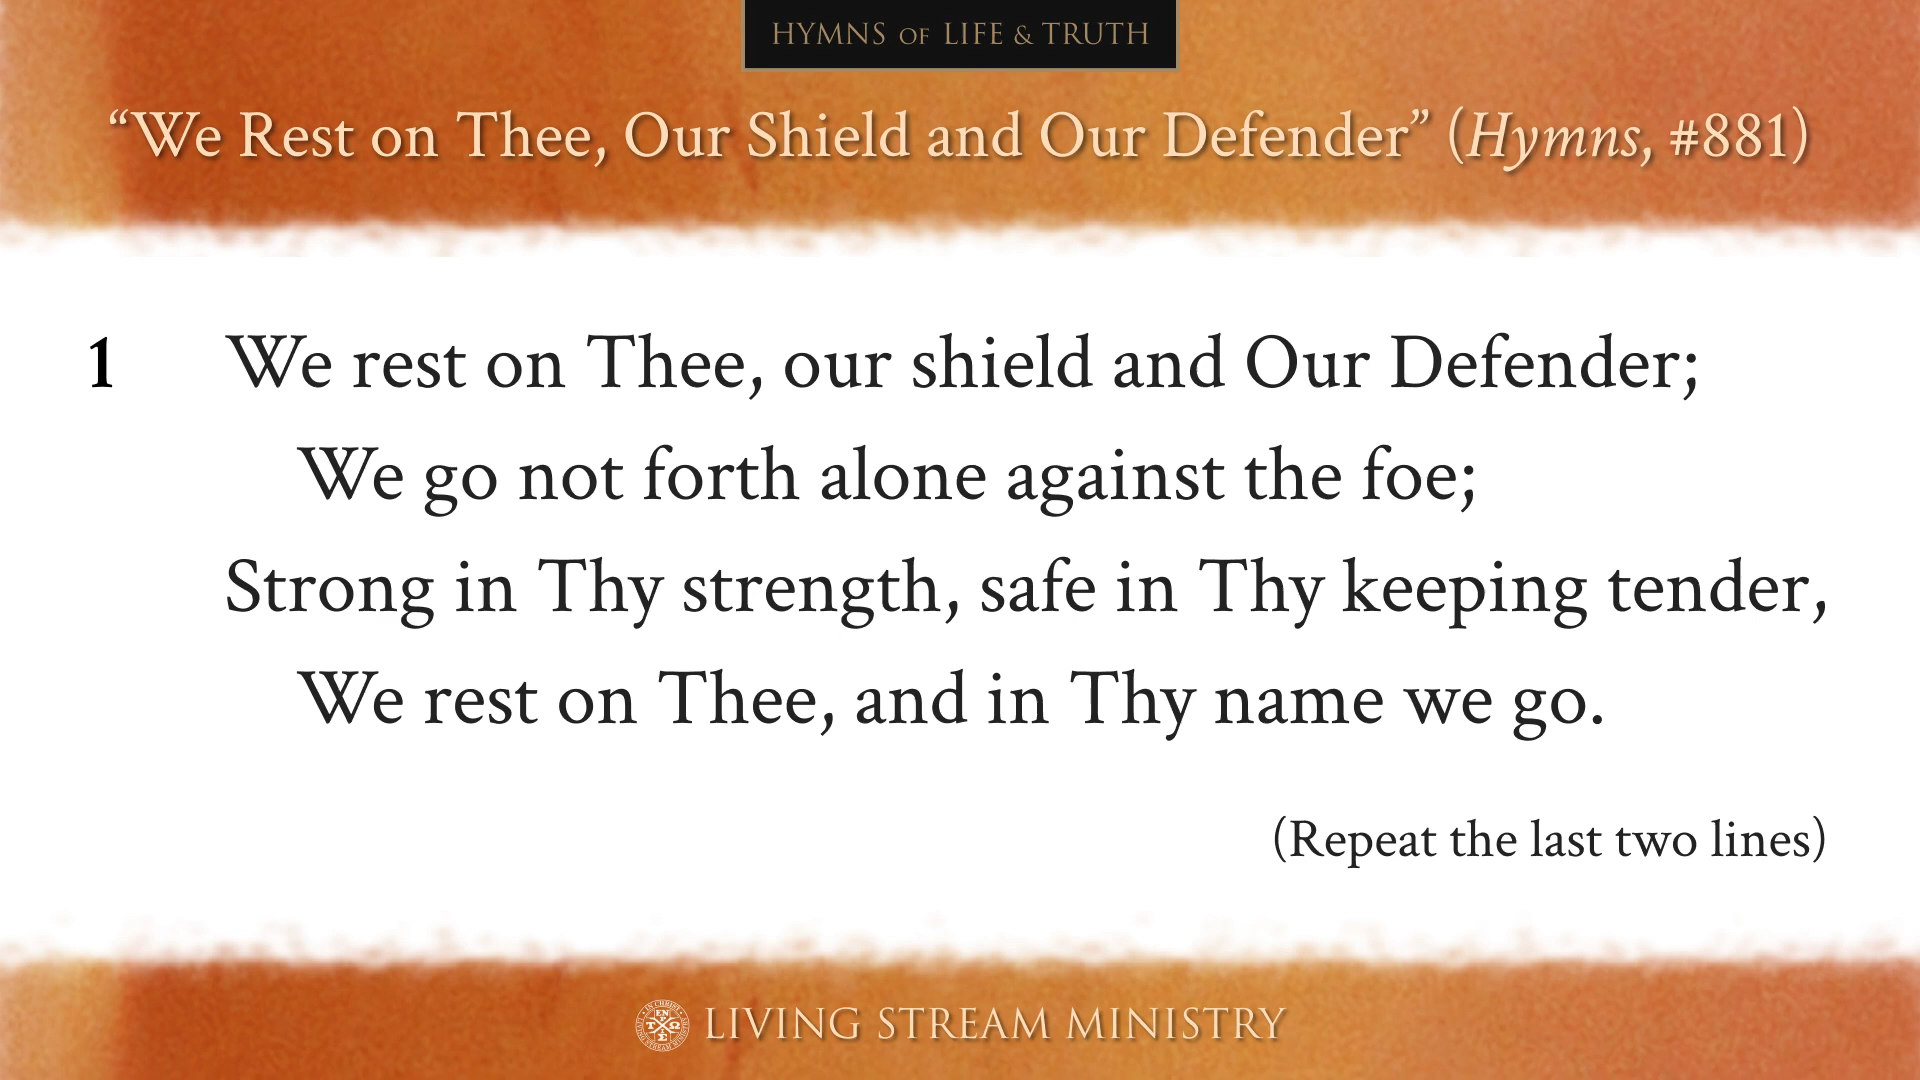 HYMNS OF LIFE & TRUTH
“We Rest on Thee, Our Shield and Our Defender” (Hymns, #881)
1 We rest on Thee, our shield and Our Defender;
We go not forth alone against the foe;
Strong in Thy strength, safe in Thy keeping tender,
We rest on Thee, and in Thy name we go.
(Repeat the last two lines)
LIVING STREAM MINISTRY